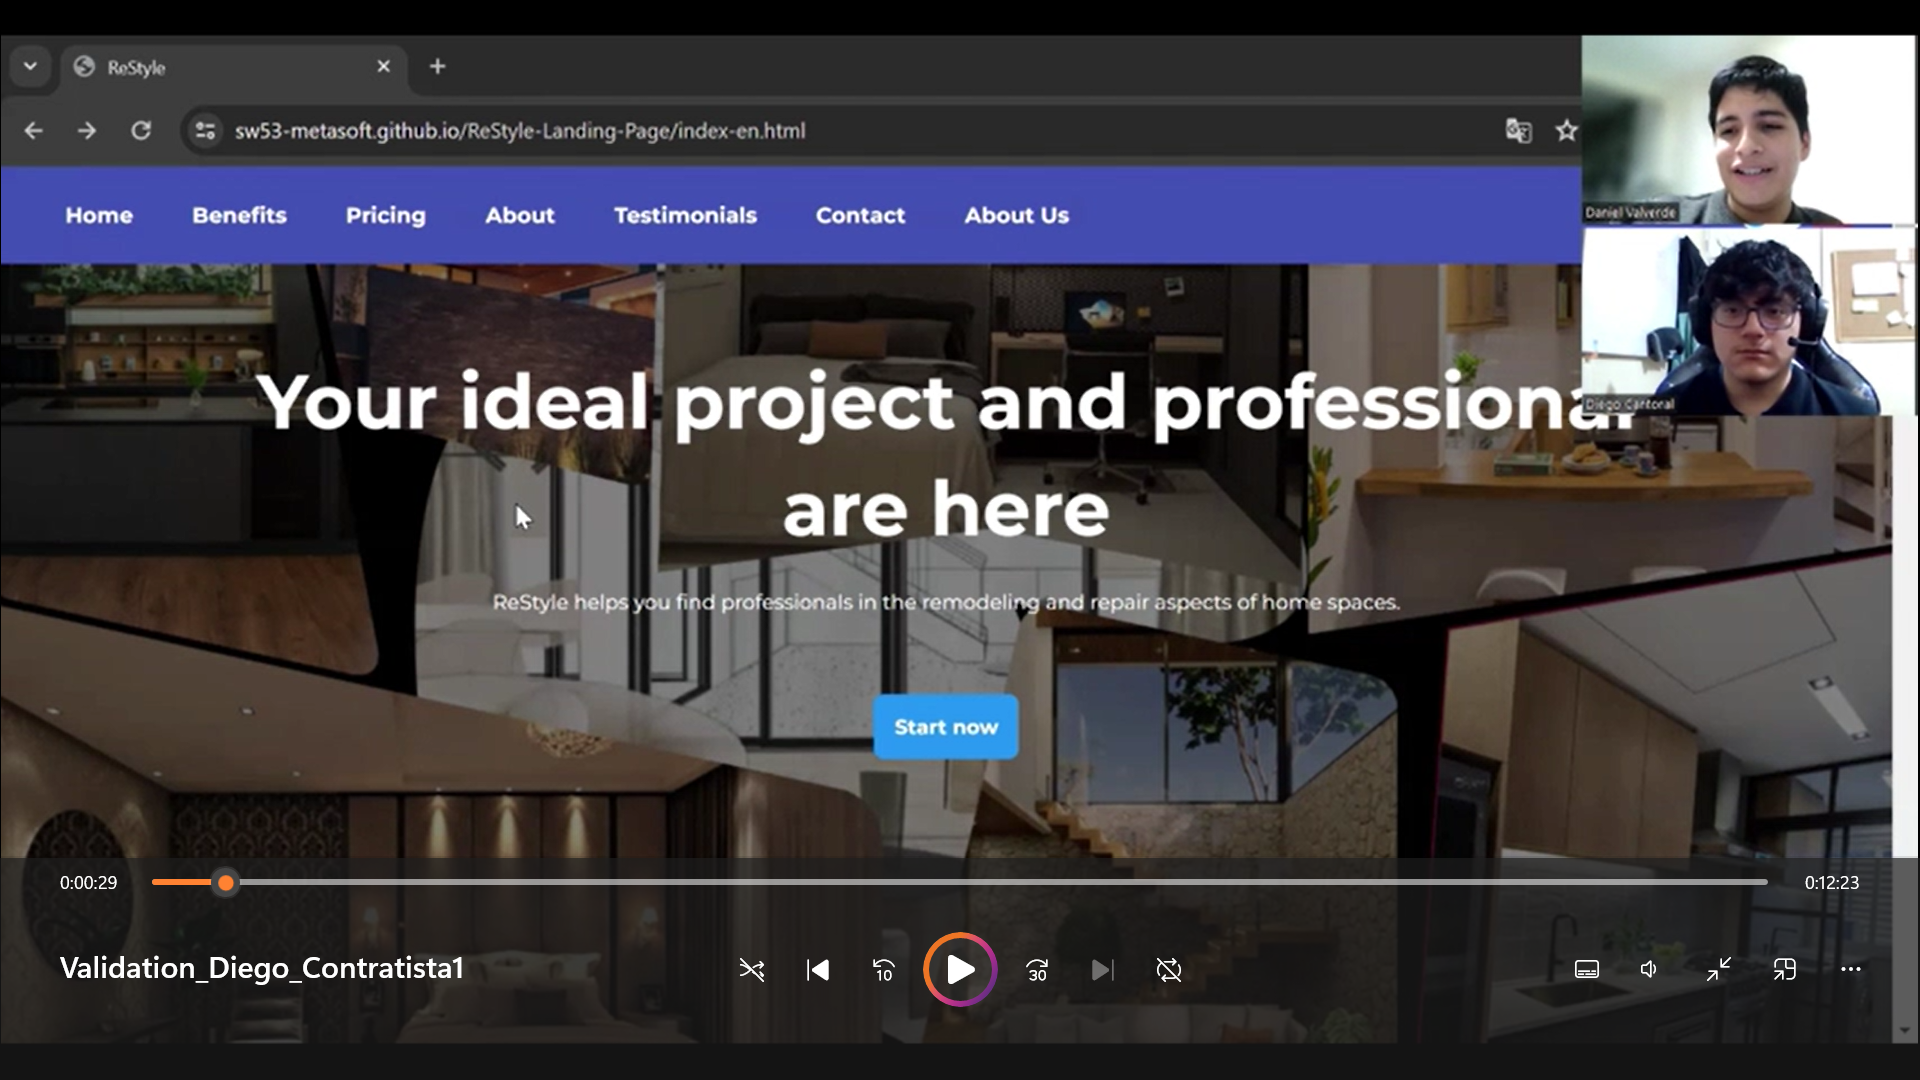 ReStyle
sw53-metasoft.github.io/ReStyle-Landing-Page/index-en.html
Home Benefits Pricing About Testimonials Contact About Us
Daniel Valverde
Diego Cantoral
Your ideal project and professional
are here
ReStyle helps you find professionals in the remodeling and repair aspects of home spaces.
Start now
0:00:29
0:12:23
Validation_Diego_Contratista1
10
30